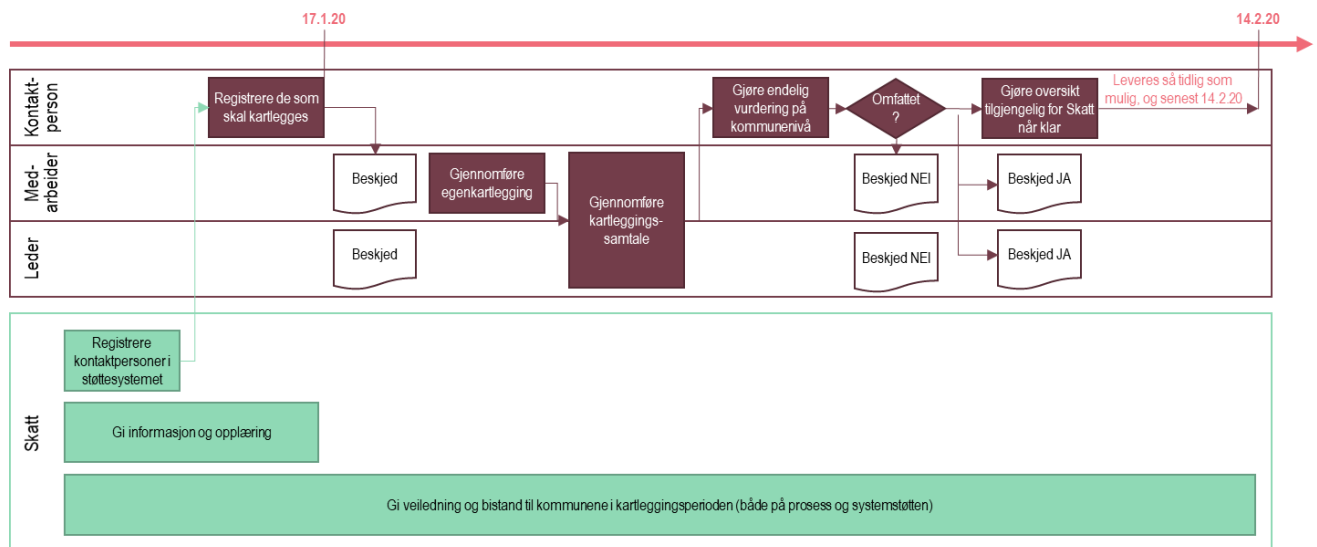 17.1.20
14.2.20
Kontakt-
person
Registrere de som
skal kartlegges
Gjøre endelig
vurdering på
kommunenivå
Omfattet
?
Gjøre oversikt
tilgjengelig for Skatt
når klar
Leveres så tidlig som
mulig, og senest 14.2.20
Med-
arbeider
Beskjed
Gjennomføre
egenkartlegging
Gjennomføre
kartleggings-
samtale
Beskjed NEI
Beskjed JA
Leder
Beskjed
Beskjed NEI
Beskjed JA
Skatt
Registrere
kontaktpersoner i
støttesystemet
Gi informasjon og opplæring
Gi veiledning og bistand til kommunene i kartleggingsperioden (både på prosess og systemstøtten)